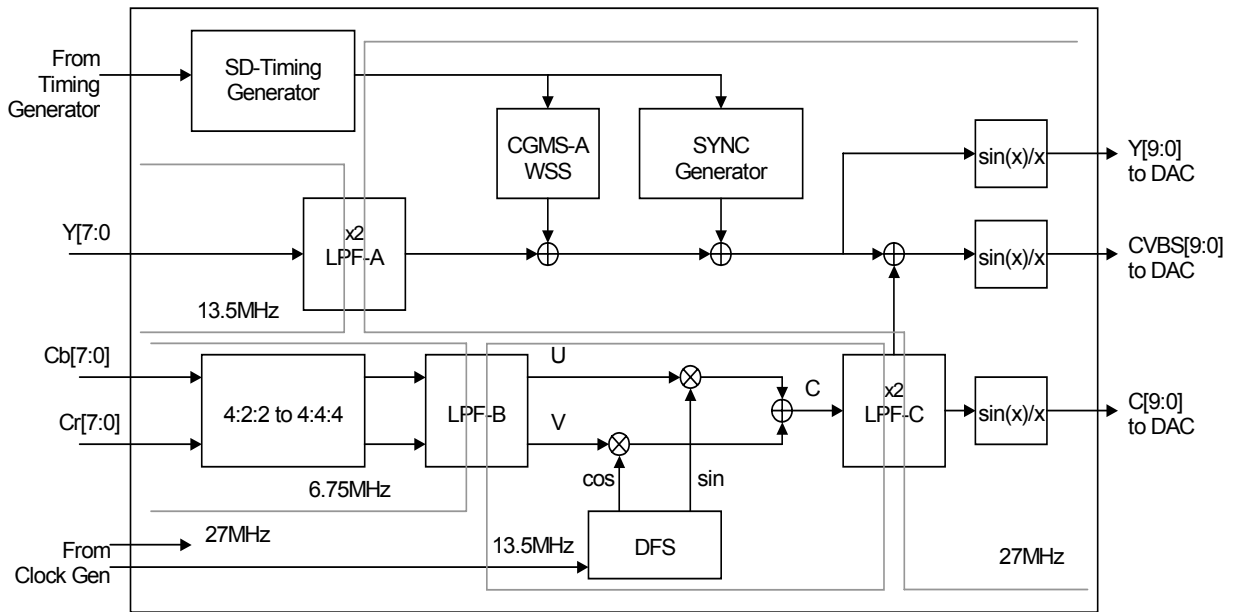 From
Timing
Generator
SD-Timing
Generator
CGMS-A
WSS
SYNC
Generator
sin(x)/x
Y[9:0]
to DAC
Y[7:0
x2
LPF-A
sin(x)/x
CVBS[9:0]
to DAC
13.5MHz
Cb[7:0]
Cr[7:0]
4:2:2 to 4:4:4
LPF-B
U
V
C
x2
LPF-C
sin(x)/x
C[9:0]
to DAC
cos
sin
6.75MHz
27MHz
From
Clock Gen
13.5MHz
DFS
27MHz